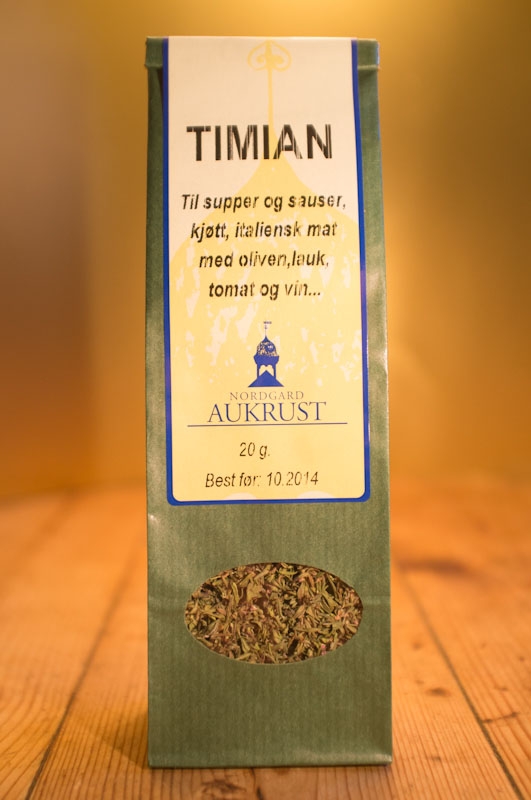 TIMIAN
Til supper og sauser,
kjøtt, italiensk mat
med oliven,lauk,
tomat og vin...
NORDGARD
AUKRUST
20 g.
Best før: 10.2014